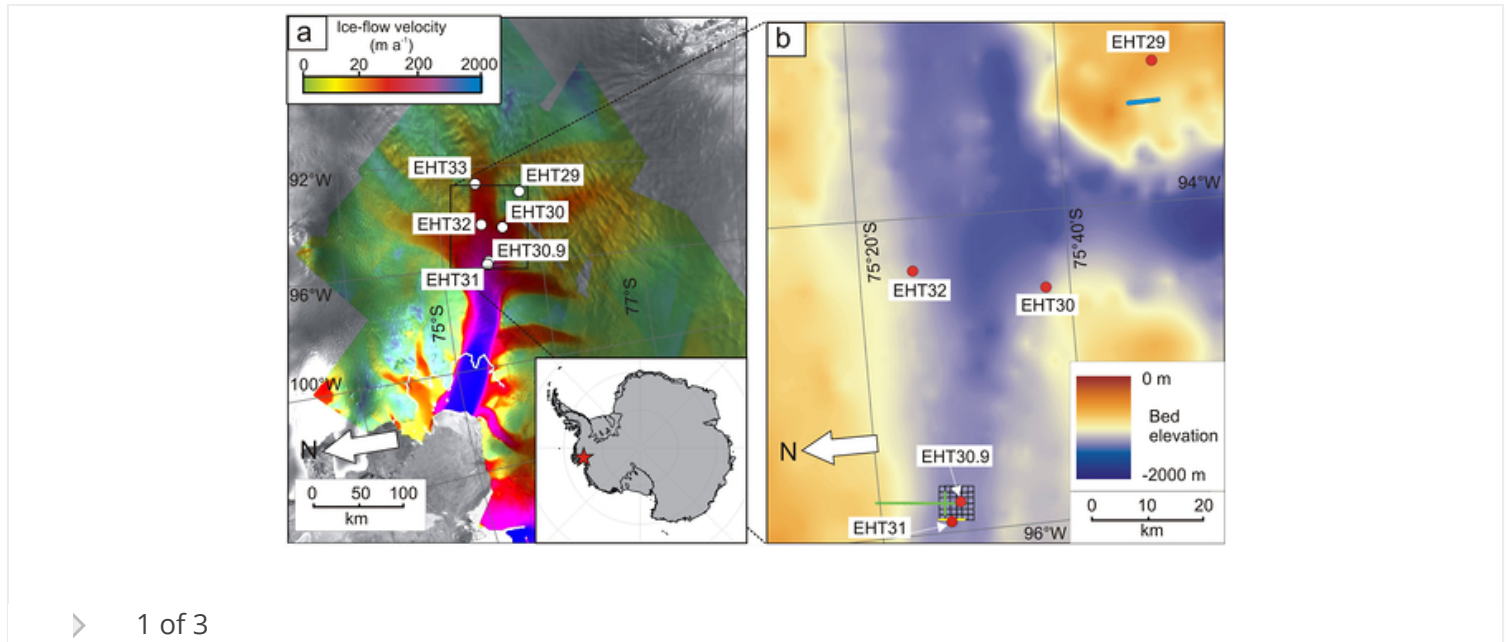 a
Ice-flow velocity
(m a⁻¹)
0 20 200 2000
EHT33
EHT29
92°W
EHT30
EHT32
EHT30.9
EHT31
96°W
75°S
77°S
100°W
N
0 50 100
km
b
EHT29
94°W
75°20'S
75°40'S
EHT32
EHT30
0 m
Bed
elevation
-2000 m
N
EHT30.9
EHT31
96°W
0 10 20
km
1 of 3